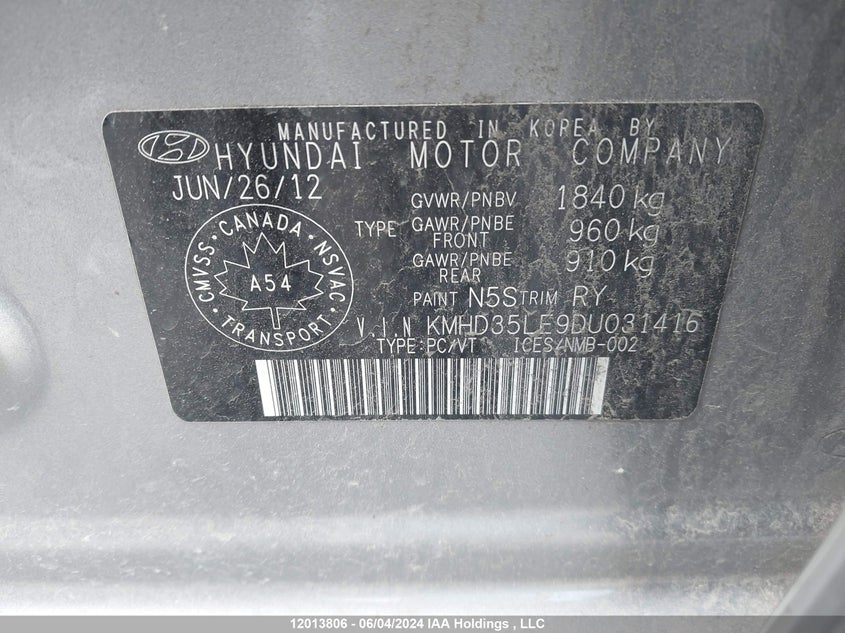 MANUFACTURED IN KOREA BY
HYUNDAI MOTOR COMPANY
JUN/26/12
GVWR/PNBV 1840 kg
TYPE GAWR/PNBE FRONT 960 kg
GAWR/PNBE REAR 910 kg
PAINT N5S TRIM RY
CMVSS · CANADA · NSVAC
A54
TRANSPORT
V.I.N KMHD35LE9DU031416
TYPE:PC/VT ICES/NMB-002
12013806 - 06/04/2024 IAA Holdings , LLC